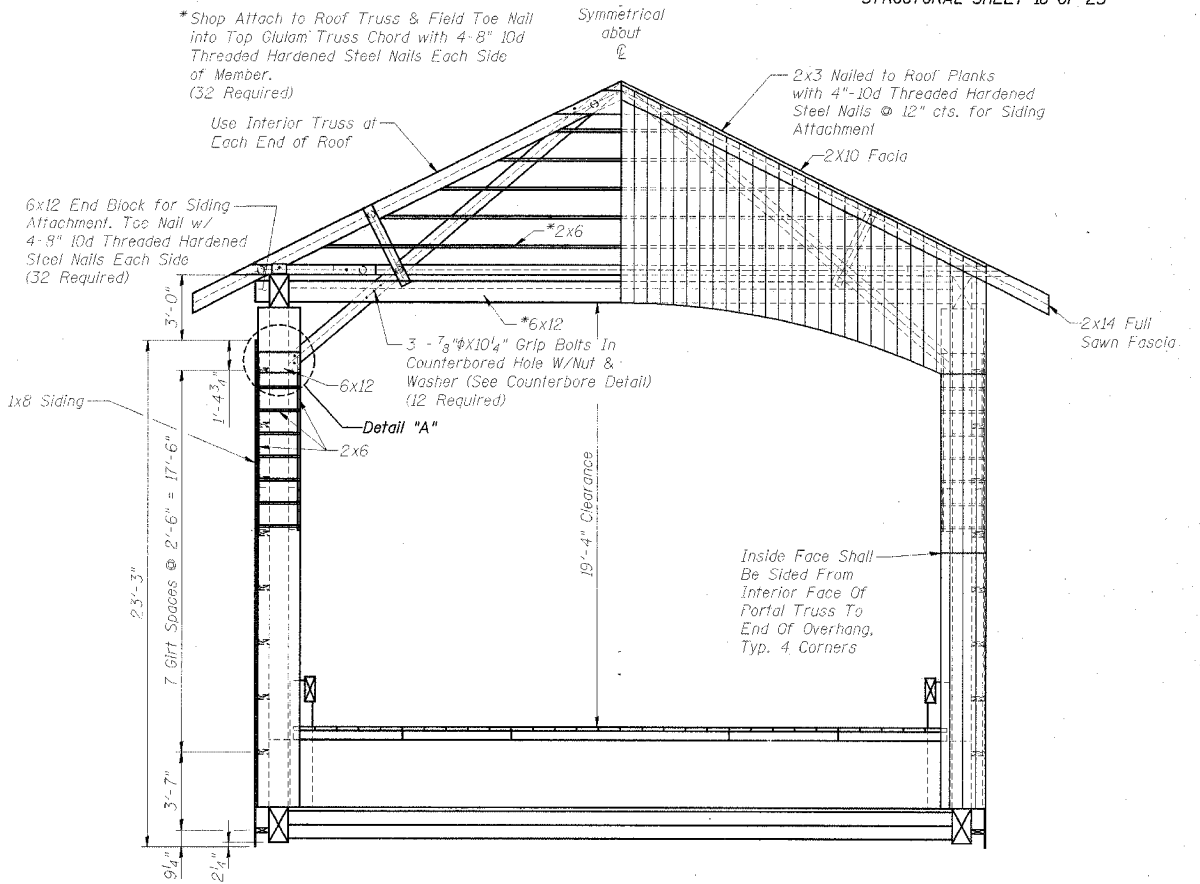 STRUCTURAL SHEET 16 OF 23
* Shop Attach to Roof Truss & Field Toe Nail
into Top Glulam Truss Chord with 4-8" 10d
Threaded Hardened Steel Nails Each Side
of Member.
(32 Required)
Symmetrical
about
℄
2x3 Nailed to Roof Planks
with 4"-10d Threaded Hardened
Steel Nails @ 12" cts. for Siding
Attachment
Use Interior Truss at
Each End of Roof
2X10 Facia
6x12 End Block for Siding
Attachment. Toe Nail w/
4-8" 10d Threaded Hardened
Steel Nails Each Side
(32 Required)
*2x6
3'-0"
*6x12
2x14 Full
Sawn Fascia
3 - 7/8"ϕX10 1/4" Grip Bolts In
Counterbored Hole W/Nut &
Washer (See Counterbore Detail)
(12 Required)
6x12
1'-4 3/4"
1x8 Siding
Detail "A"
2x6
7 Girt Spaces @ 2'-6" = 17'-6"
19'-4" Clearance
23'-3"
Inside Face Shall
Be Sided From
Interior Face Of
Portal Truss To
End Of Overhang,
Typ. 4 Corners
3'-7"
9 1/4"
2 1/4"